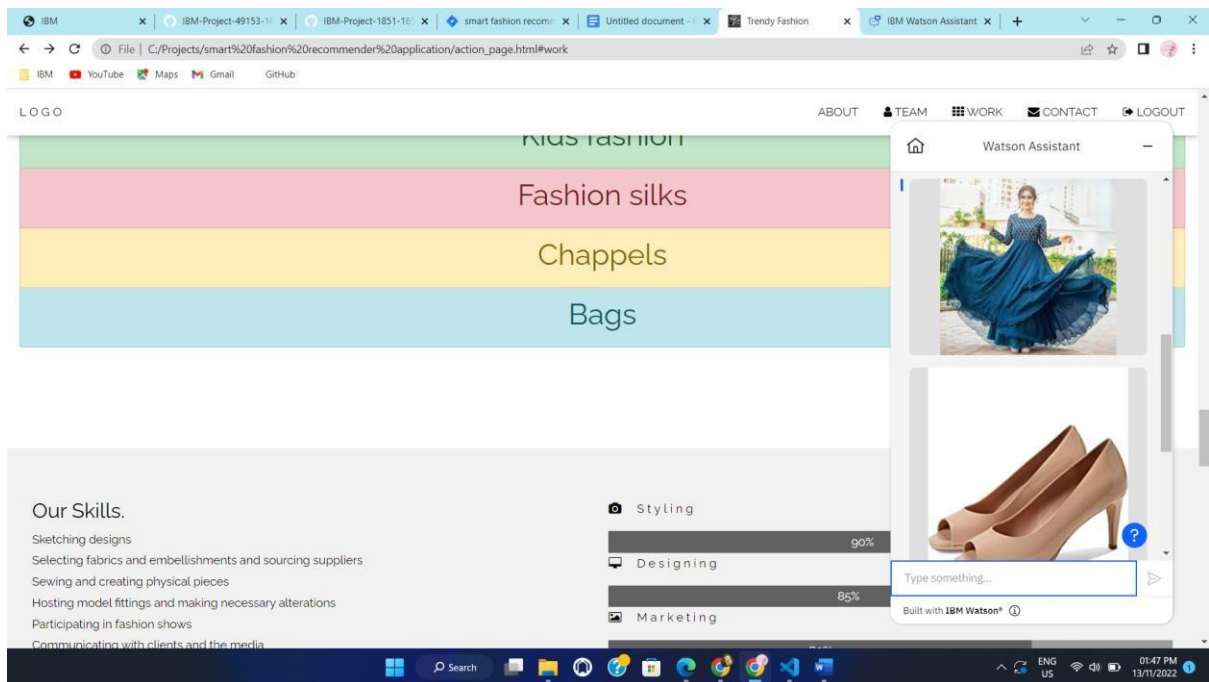 IBM
IBM-Project-49153-1
IBM-Project-1851-16
smart fashion recomm
Untitled document -
Trendy Fashion
IBM Watson Assistant
File | C:/Projects/smart%20fashion%20recommender%20application/action_page.html#work
IBM YouTube Maps Gmail GitHub
LOGO ABOUT TEAM WORK CONTACT LOGOUT
Kids fashion
Fashion silks
Chappels
Bags
Watson Assistant
Type something...
Built with IBM Watson®
Our Skills.
Sketching designs
Selecting fabrics and embellishments and sourcing suppliers
Sewing and creating physical pieces
Hosting model fittings and making necessary alterations
Participating in fashion shows
Communicating with clients and the media
Styling
90%
Designing
85%
Marketing
Search
ENG
US
01:47 PM
13/11/2022
1